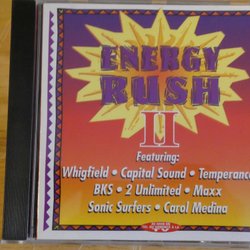 ENERGY
RUSH
II
Featuring:
Whigfield • Capital Sound • Temperance
BKS • 2 Unlimited • Maxx
Sonic Surfers • Carol Medina